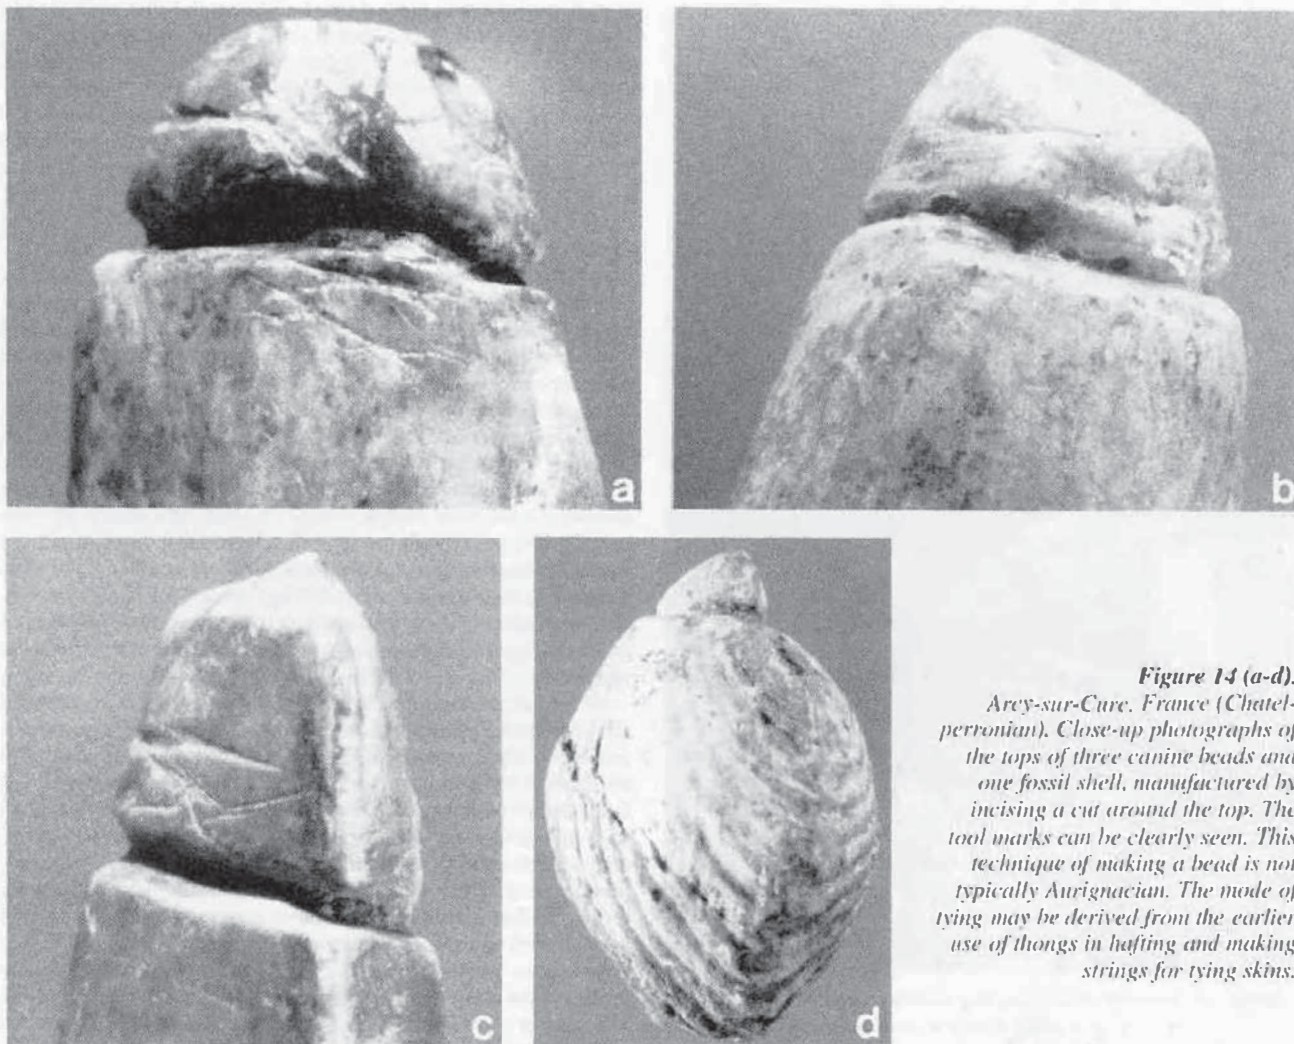 a
b
c
d
Figure 14 (a-d).
Arcy-sur-Cure, France (Chatel-
perronian). Close-up photographs of
the tops of three canine beads and
one fossil shell, manufactured by
incising a cut around the top. The
tool marks can be clearly seen. This
technique of making a bead is not
typically Aurignacian. The mode of
tying may be derived from the earlier
use of thongs in hafting and making
strings for tying skins.